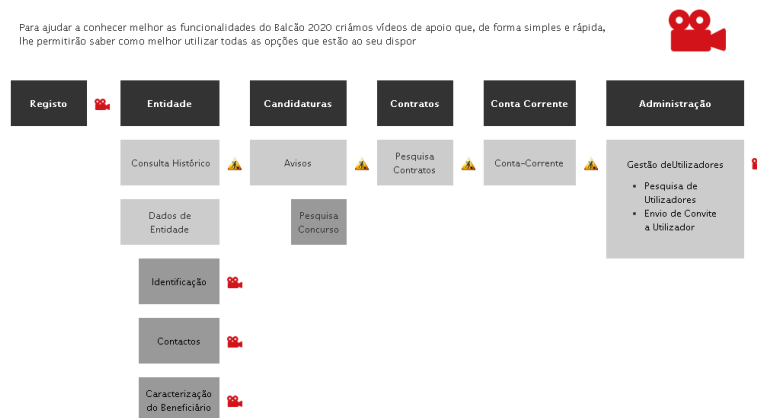 Para ajudar a conhecer melhor as funcionalidades do Balcão 2020 criámos vídeos de apoio que, de forma simples e rápida,
lhe permitirão saber como melhor utilizar todas as opções que estão ao seu dispor
Registo
Entidade
Candidaturas
Contratos
Conta Corrente
Administração
Consulta Histórico
Avisos
Pesquisa
Contratos
Conta-Corrente
Gestão deUtilizadores
Pesquisa de
Utilizadores
Envio de Convite
a Utilizador
Dados de
Entidade
Pesquisa
Concurso
Identificação
Contactos
Caracterização
do Beneficiário